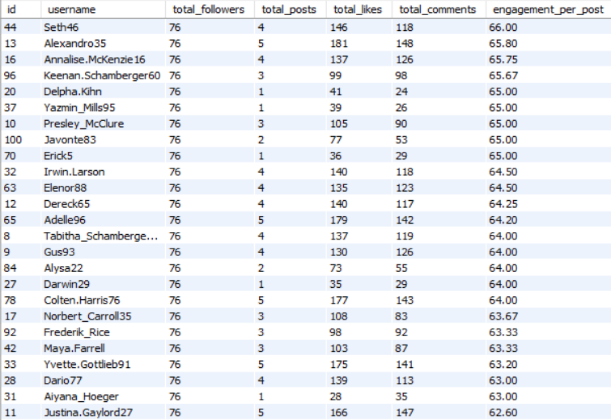 id username total_followers total_posts total_likes total_comments engagement_per_post
44 Seth46 76 4 146 118 66.00
13 Alexandro35 76 5 181 148 65.80
16 Annalise.McKenzie16 76 4 137 126 65.75
96 Keenan.Schamberger60 76 3 99 98 65.67
20 Delpha.Kihn 76 1 41 24 65.00
37 Yazmin_Mills95 76 1 39 26 65.00
10 Presley_McClure 76 3 105 90 65.00
100 Javonte83 76 2 77 53 65.00
70 Erick5 76 1 36 29 65.00
32 Irwin.Larson 76 4 140 118 64.50
63 Elenor88 76 4 135 123 64.50
12 Dereck65 76 4 140 117 64.25
65 Adelle96 76 5 179 142 64.20
8 Tabitha_Schamberge... 76 4 137 119 64.00
9 Gus93 76 4 130 126 64.00
84 Alysa22 76 2 73 55 64.00
27 Darwin29 76 1 35 29 64.00
78 Colten.Harris76 76 5 177 143 64.00
17 Norbert_Carroll35 76 3 108 83 63.67
92 Frederik_Rice 76 3 98 92 63.33
42 Maya.Farrell 76 3 103 87 63.33
33 Yvette.Gottlieb91 76 5 175 141 63.20
28 Dario77 76 4 139 113 63.00
31 Aiyana_Hoeger 76 1 28 35 63.00
11 Justina.Gaylord27 76 5 166 147 62.60